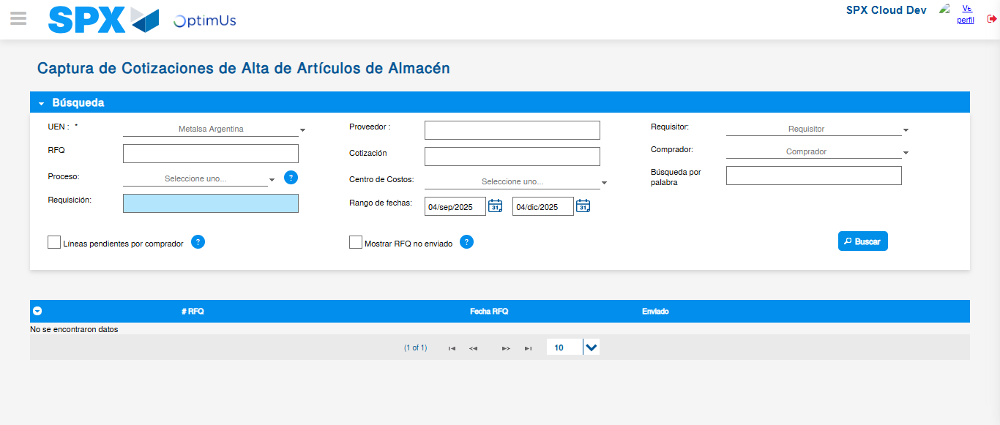 SPX OptimUs
SPX Cloud Dev
Ve
perfil
Captura de Cotizaciones de Alta de Artículos de Almacén
Búsqueda
UEN : * Metalsa Argentina
Proveedor :
Requisitor: Requisitor
RFQ
Cotización
Comprador: Comprador
Proceso: Seleccione uno... ?
Centro de Costos: Seleccione uno...
Búsqueda por
palabra
Requisición:
Rango de fechas: 04/sep/2025 31 04/dic/2025 31
Líneas pendientes por comprador ?
Mostrar RFQ no enviado ?
Buscar
# RFQ Fecha RFQ Enviado
No se encontraron datos
(1 of 1) 10